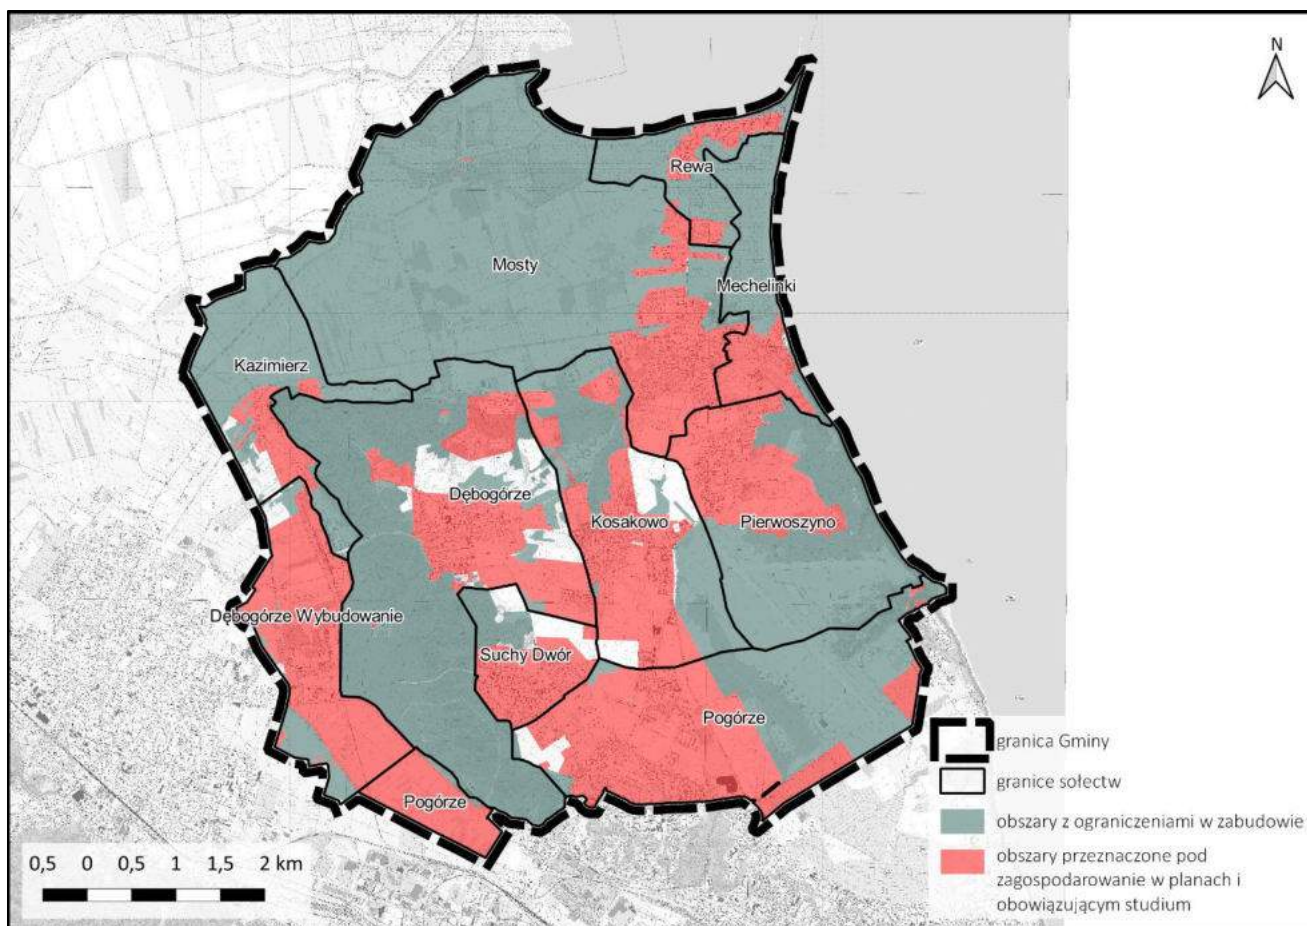 N
Rewa
Mosty
Mechelinki
Kazimierz
Dębogórze
Kosakowo
Pierwoszyno
Dębogórze Wybudowanie
Suchy Dwór
Pogórze
Pogórze
granica Gminy
granice sołectw
obszary z ograniczeniami w zabudowie
obszary przeznaczone pod
zagospodarowanie w planach i
obowiązującym studium
0,5 0 0,5 1 1,5 2 km